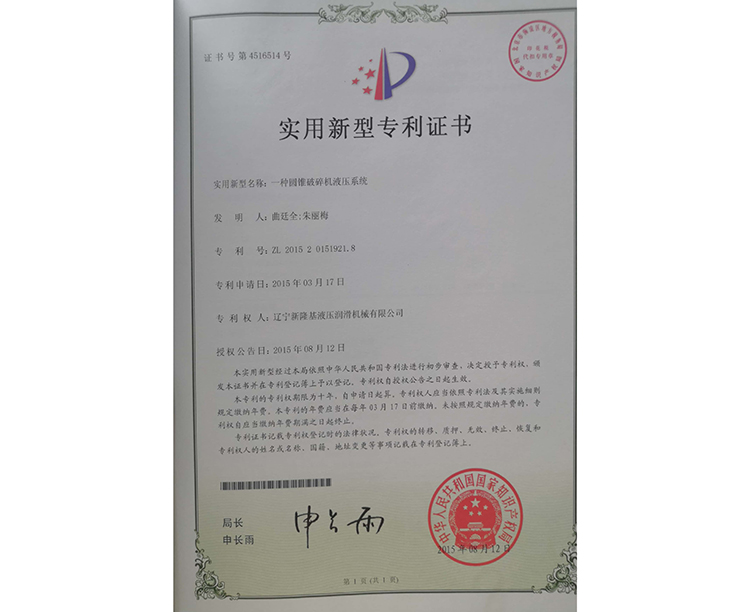 证书号第4516514号
实用新型专利证书
实用新型名称：一种圆锥破碎机液压系统
发 明 人：曲廷全;朱丽梅
专 利 号：ZL 2015 2 0151921.8
专利申请日：2015年03月17日
专 利 权 人：辽宁新隆基液压润滑机械有限公司
授权公告日：2015年08月12日
本实用新型经过本局依照中华人民共和国专利法进行初步审查，决定授予专利权，颁
发本证书并在专利登记簿上予以登记。专利权自授权公告之日起生效。
本专利的专利权期限为十年，自申请日起算。专利权人应当依照专利法及其实施细则
规定缴纳年费。本专利的年费应当在每年03月17日前缴纳。未按照规定缴纳年费的，专
利权自应当缴纳年费期满之日起终止。
专利证书记载专利权登记时的法律状况。专利权的转移、质押、无效、终止、恢复和
专利权人的姓名或名称、国籍、地址变更等事项记载在专利登记簿上。
局长
申长雨
申长雨
中华人民共和国国家知识产权局
2015年08月12日
第1页(共1页)